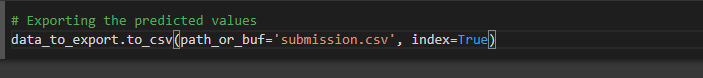 # Exporting the predicted values
data_to_export.to_csv(path_or_buf='submission.csv', index=True)